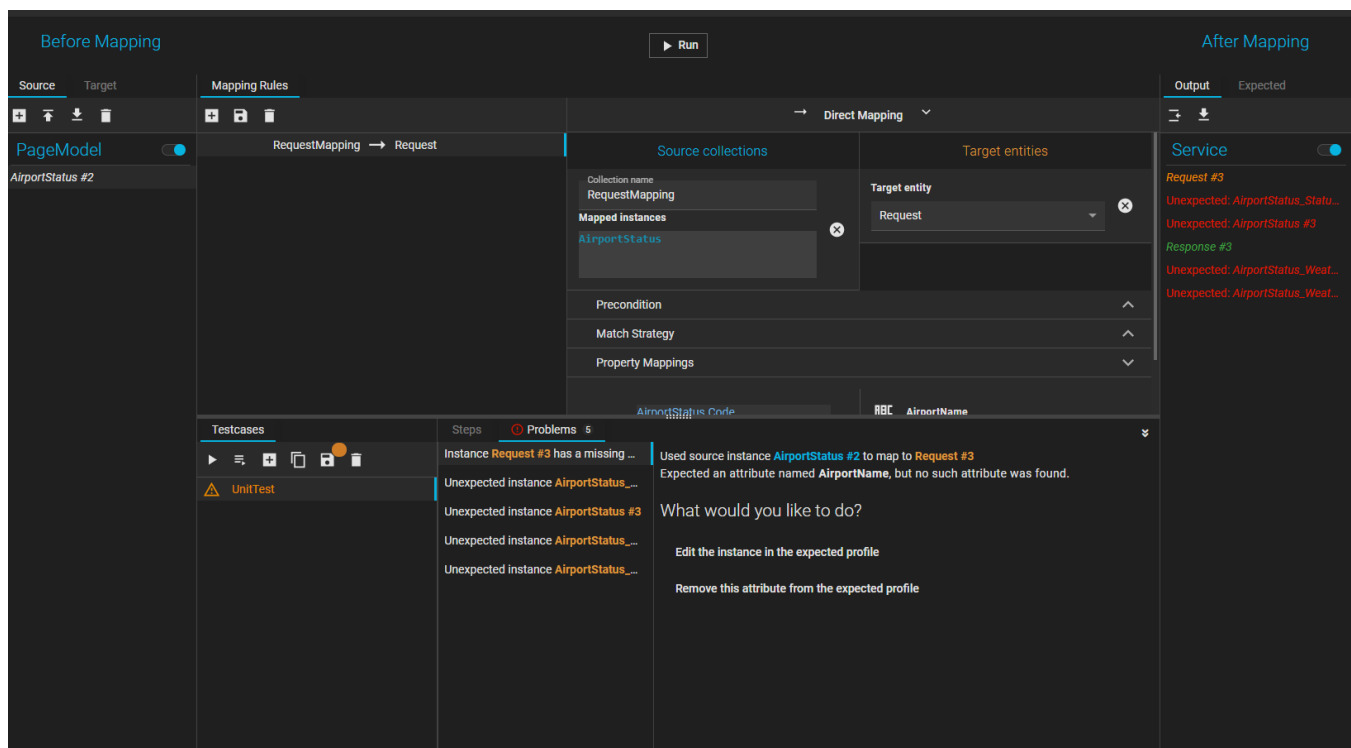 Before Mapping
Run
After Mapping
Source Target
Mapping Rules
Output Expected
→ Direct Mapping
PageModel
RequestMapping → Request
Source collections
Target entities
Service
AirportStatus #2
Collection name
RequestMapping
Target entity
Request
Request #3
Mapped instances
AirportStatus
Unexpected: AirportStatus_Statu...
Unexpected: AirportStatus #3
Response #3
Unexpected: AirportStatus_Weat...
Unexpected: AirportStatus_Weat...
Precondition
Match Strategy
Property Mappings
AirportStatus Code
ABC AirportName
Testcases
Steps Problems 5
UnitTest
Instance Request #3 has a missing ...
Unexpected instance AirportStatus_...
Unexpected instance AirportStatus #3
Unexpected instance AirportStatus_...
Unexpected instance AirportStatus_...
Used source instance AirportStatus #2 to map to Request #3
Expected an attribute named AirportName, but no such attribute was found.
What would you like to do?
Edit the instance in the expected profile
Remove this attribute from the expected profile